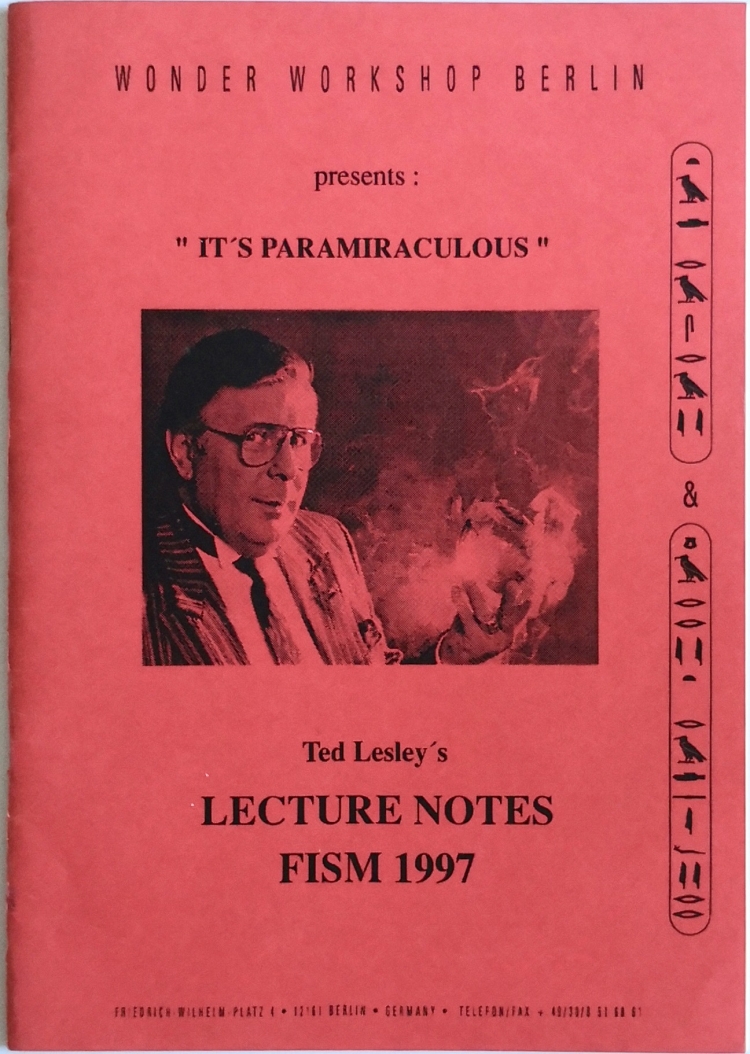 WONDER WORKSHOP BERLIN
presents :
" IT´S PARAMIRACULOUS "
&
Ted Lesley´s
LECTURE NOTES
FISM 1997
FRIEDRICH-WILHELM-PLATZ 4 • 12161 BERLIN • GERMANY • TELEFON/FAX +